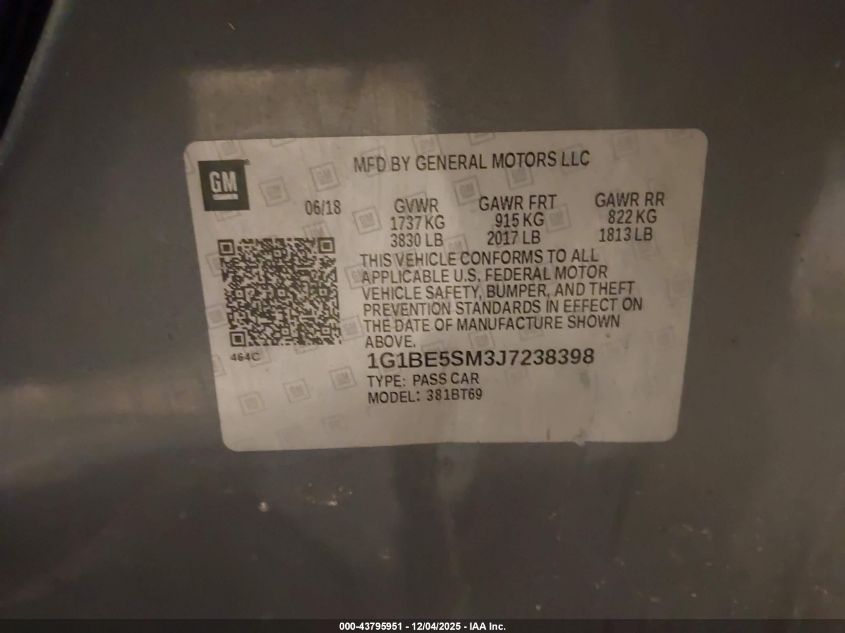 MFD BY GENERAL MOTORS LLC
GM
06/18
GVWR GAWR FRT GAWR RR
1737 KG 915 KG 822 KG
3830 LB 2017 LB 1813 LB
THIS VEHICLE CONFORMS TO ALL
APPLICABLE U.S. FEDERAL MOTOR
VEHICLE SAFETY, BUMPER, AND THEFT
PREVENTION STANDARDS IN EFFECT ON
THE DATE OF MANUFACTURE SHOWN
ABOVE.
464C
1G1BE5SM3J7238398
TYPE: PASS CAR
MODEL: 381BT69
000-43795951 - 12/04/2025 - IAA Inc.